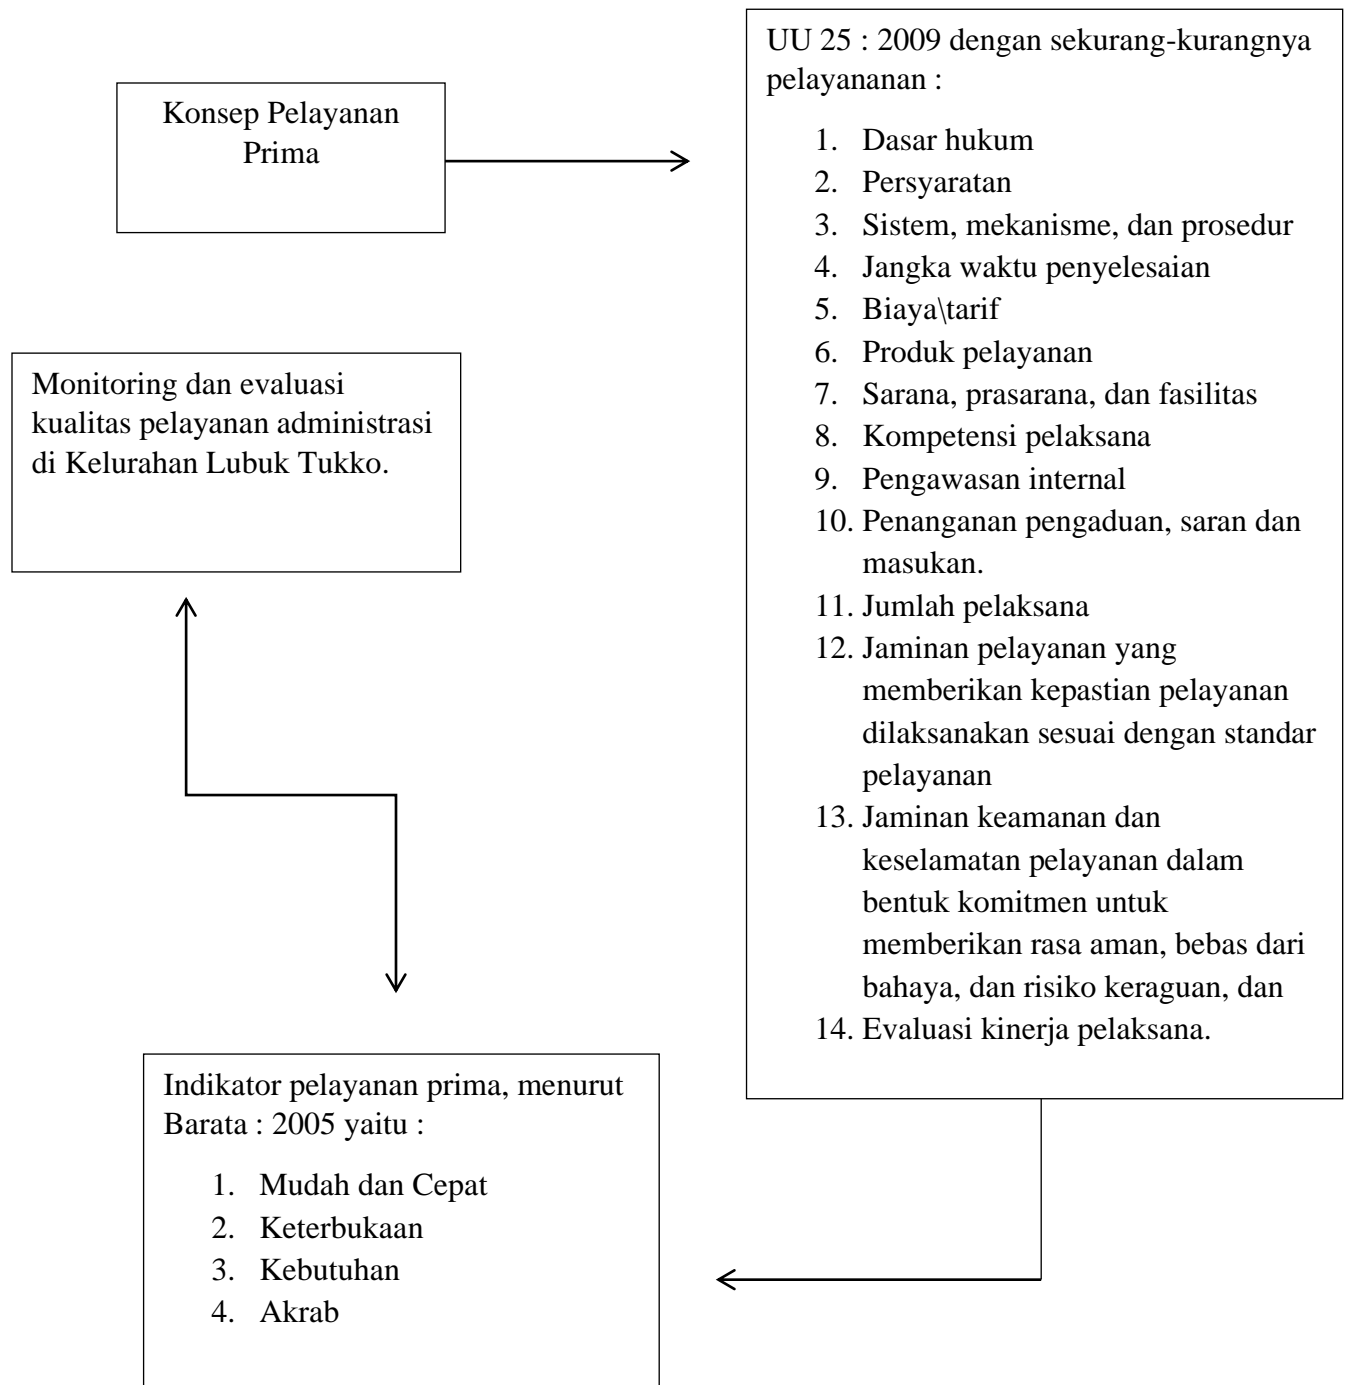 Konsep Pelayanan
Prima
UU 25 : 2009 dengan sekurang-kurangnya
pelayananan :
1. Dasar hukum
2. Persyaratan
3. Sistem, mekanisme, dan prosedur
4. Jangka waktu penyelesaian
5. Biaya\tarif
6. Produk pelayanan
7. Sarana, prasarana, dan fasilitas
8. Kompetensi pelaksana
9. Pengawasan internal
10. Penanganan pengaduan, saran dan
masukan.
11. Jumlah pelaksana
12. Jaminan pelayanan yang
memberikan kepastian pelayanan
dilaksanakan sesuai dengan standar
pelayanan
13. Jaminan keamanan dan
keselamatan pelayanan dalam
bentuk komitmen untuk
memberikan rasa aman, bebas dari
bahaya, dan risiko keraguan, dan
14. Evaluasi kinerja pelaksana.
Indikator pelayanan prima, menurut
Barata : 2005 yaitu :
1. Mudah dan Cepat
2. Keterbukaan
3. Kebutuhan
4. Akrab
Monitoring dan evaluasi
kualitas pelayanan administrasi
di Kelurahan Lubuk Tukko.